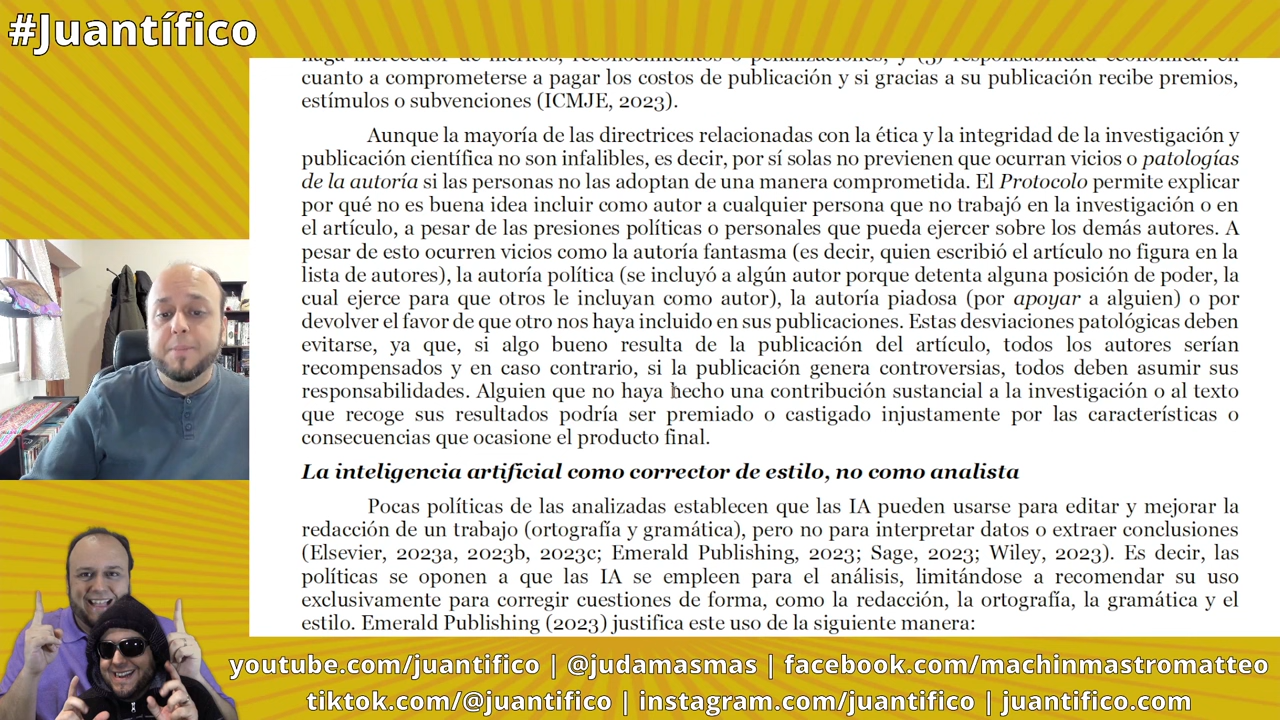 #Juantífico
haga merecedor de méritos, reconocimientos o penalizaciones, y (3) responsabilidad económica: en
cuanto a comprometerse a pagar los costos de publicación y si gracias a su publicación recibe premios,
estímulos o subvenciones (ICMJE, 2023).
Aunque la mayoría de las directrices relacionadas con la ética y la integridad de la investigación y
publicación científica no son infalibles, es decir, por sí solas no previenen que ocurran vicios o patologías
de la autoría si las personas no las adoptan de una manera comprometida. El Protocolo permite explicar
por qué no es buena idea incluir como autor a cualquier persona que no trabajó en la investigación o en
el artículo, a pesar de las presiones políticas o personales que pueda ejercer sobre los demás autores. A
pesar de esto ocurren vicios como la autoría fantasma (es decir, quien escribió el artículo no figura en la
lista de autores), la autoría política (se incluyó a algún autor porque detenta alguna posición de poder, la
cual ejerce para que otros le incluyan como autor), la autoría piadosa (por apoyar a alguien) o por
devolver el favor de que otro nos haya incluido en sus publicaciones. Estas desviaciones patológicas deben
evitarse, ya que, si algo bueno resulta de la publicación del artículo, todos los autores serían
recompensados y en caso contrario, si la publicación genera controversias, todos deben asumir sus
responsabilidades. Alguien que no haya hecho una contribución sustancial a la investigación o al texto
que recoge sus resultados podría ser premiado o castigado injustamente por las características o
consecuencias que ocasione el producto final.
La inteligencia artificial como corrector de estilo, no como analista
Pocas políticas de las analizadas establecen que las IA pueden usarse para editar y mejorar la
redacción de un trabajo (ortografía y gramática), pero no para interpretar datos o extraer conclusiones
(Elsevier, 2023a, 2023b, 2023c; Emerald Publishing, 2023; Sage, 2023; Wiley, 2023). Es decir, las
políticas se oponen a que las IA se empleen para el análisis, limitándose a recomendar su uso
exclusivamente para corregir cuestiones de forma, como la redacción, la ortografía, la gramática y el
estilo. Emerald Publishing (2023) justifica este uso de la siguiente manera:
youtube.com/juantifico | @judamasmas | facebook.com/machinmastromatteo
tiktok.com/@juantifico | instagram.com/juantifico | juantifico.com